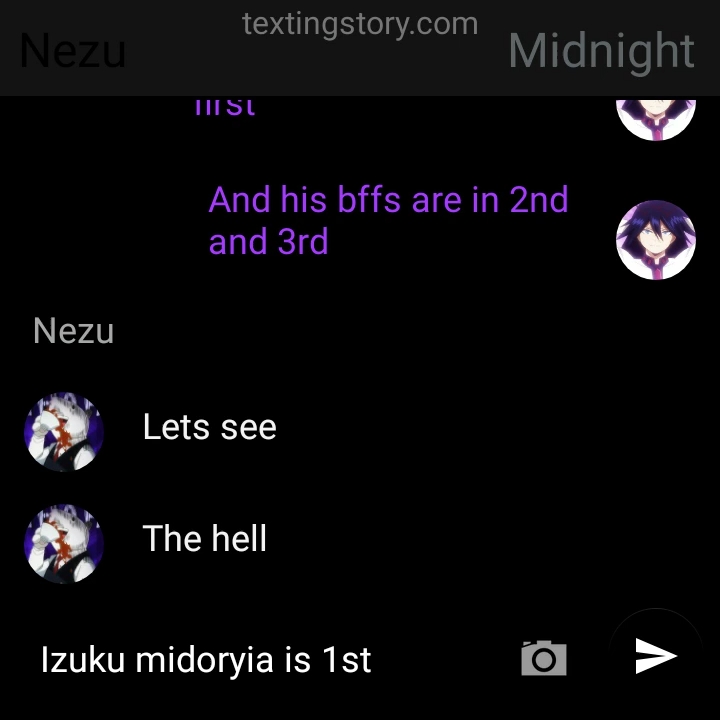 textingstory.com
Nezu
Midnight
first
And his bffs are in 2nd
and 3rd
Nezu
Lets see
The hell
Izuku midoryia is 1st